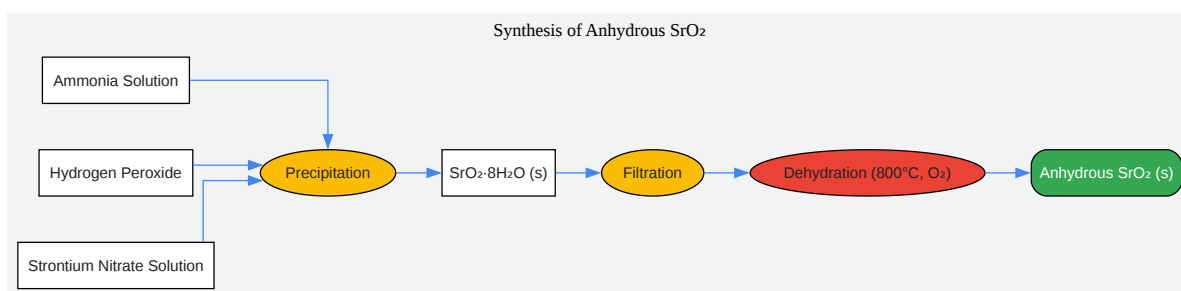 Synthesis of Anhydrous SrO₂
Ammonia Solution
Hydrogen Peroxide
Strontium Nitrate Solution
Precipitation
SrO₂·8H₂O (s)
Filtration
Dehydration (800°C, O₂)
Anhydrous SrO₂ (s)